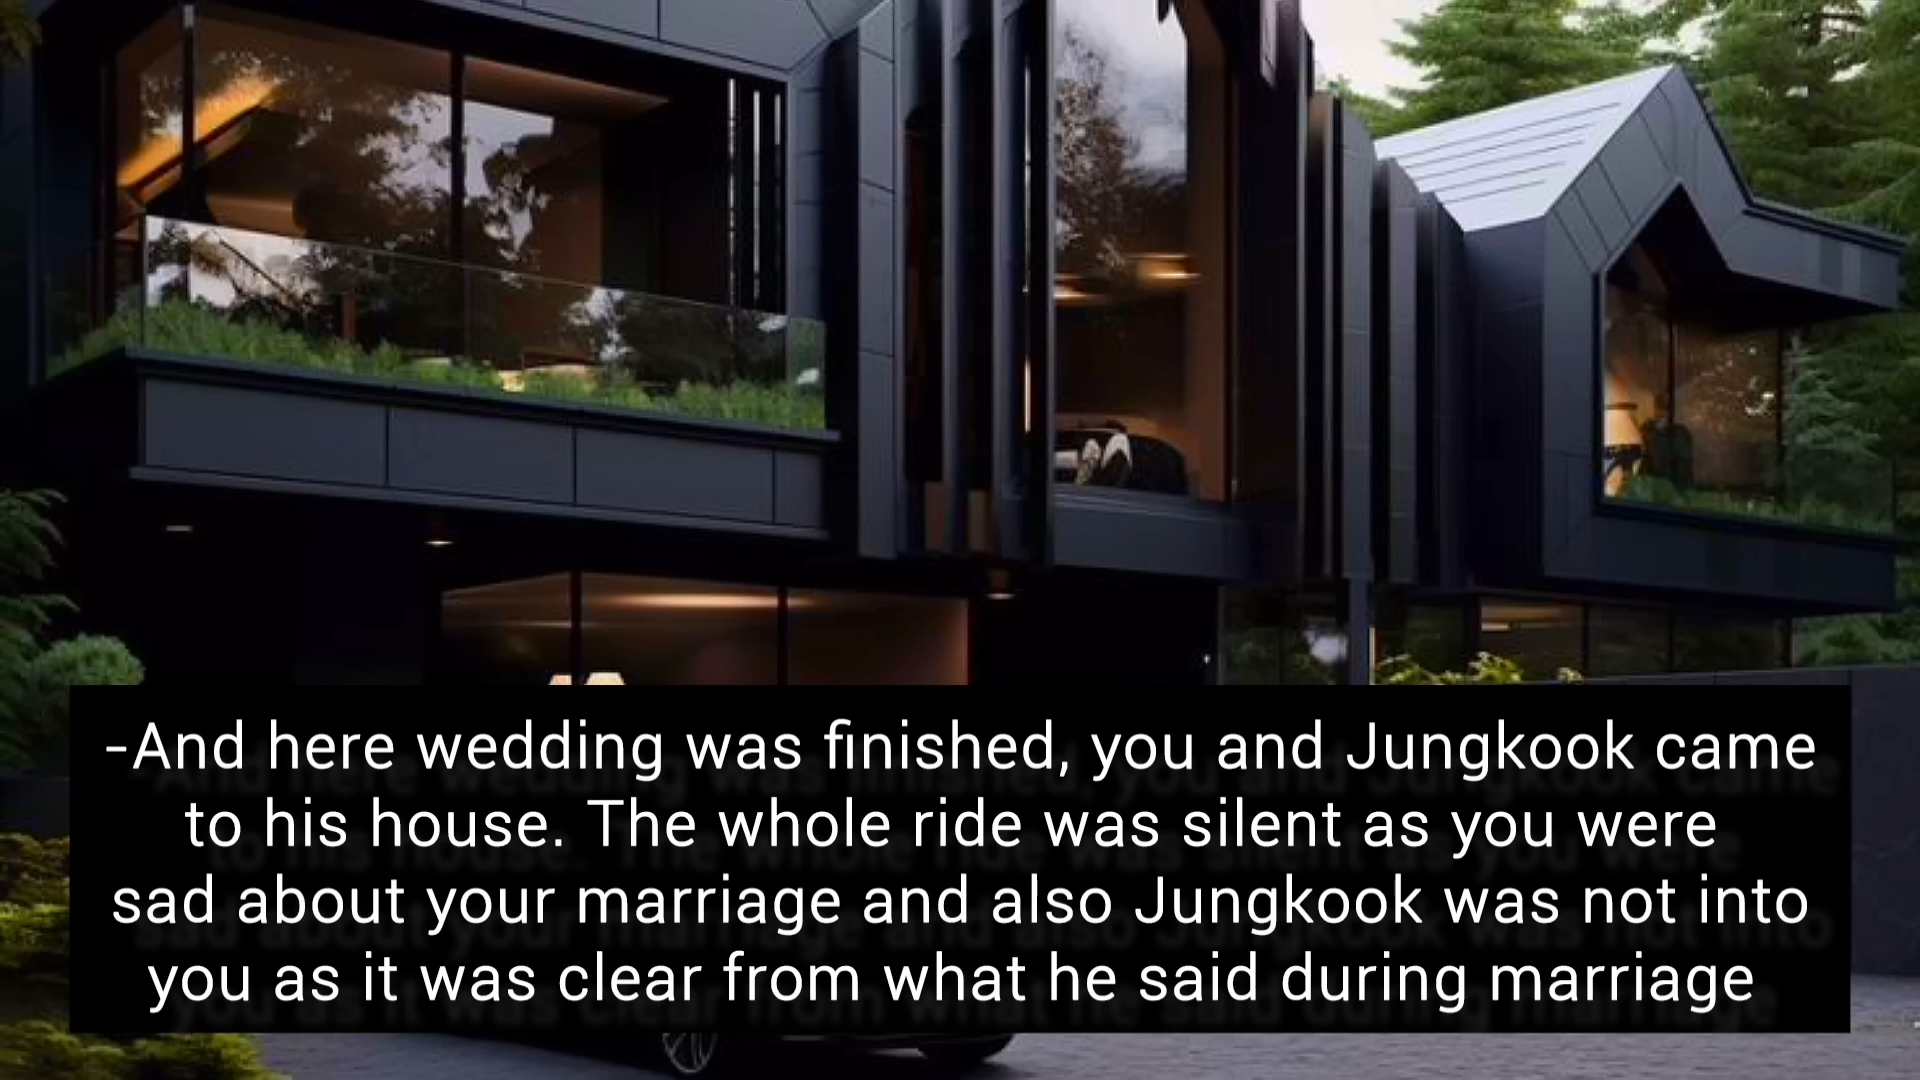 -And here wedding was finished, you and Jungkook came
to his house. The whole ride was silent as you were
sad about your marriage and also Jungkook was not into
you as it was clear from what he said during marriage